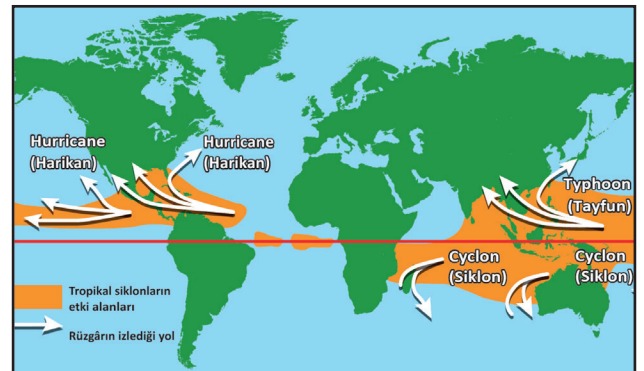 Hurricane
(Harikan)
Hurricane
(Harikan)
Typhoon
(Tayfun)
Cyclon
(Siklon)
Cyclon
(Siklon)
Tropikal siklonların
etki alanları
Rüzgârın izlediği yol